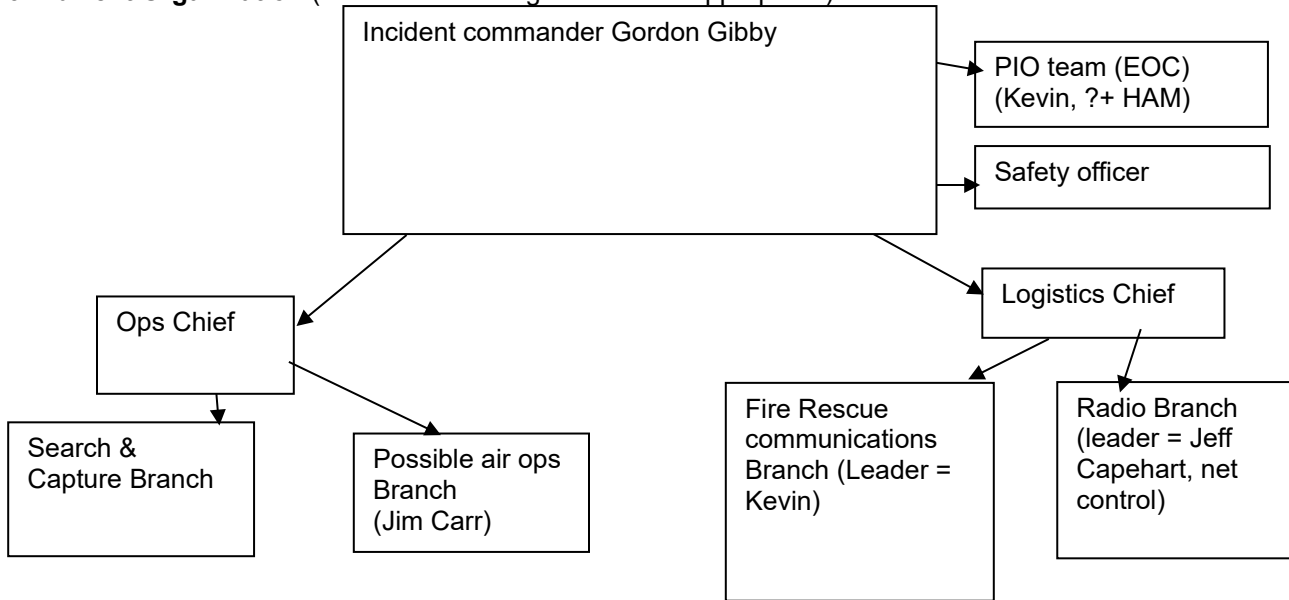 Incident commander Gordon Gibby
PIO team (EOC)
(Kevin, ?+ HAM)
Safety officer
Ops Chief
Logistics Chief
Search &
Capture Branch
Possible air ops
Branch
(Jim Carr)
Fire Rescue
communications
Branch (Leader =
Kevin)
Radio Branch
(leader = Jeff
Capehart, net
control)